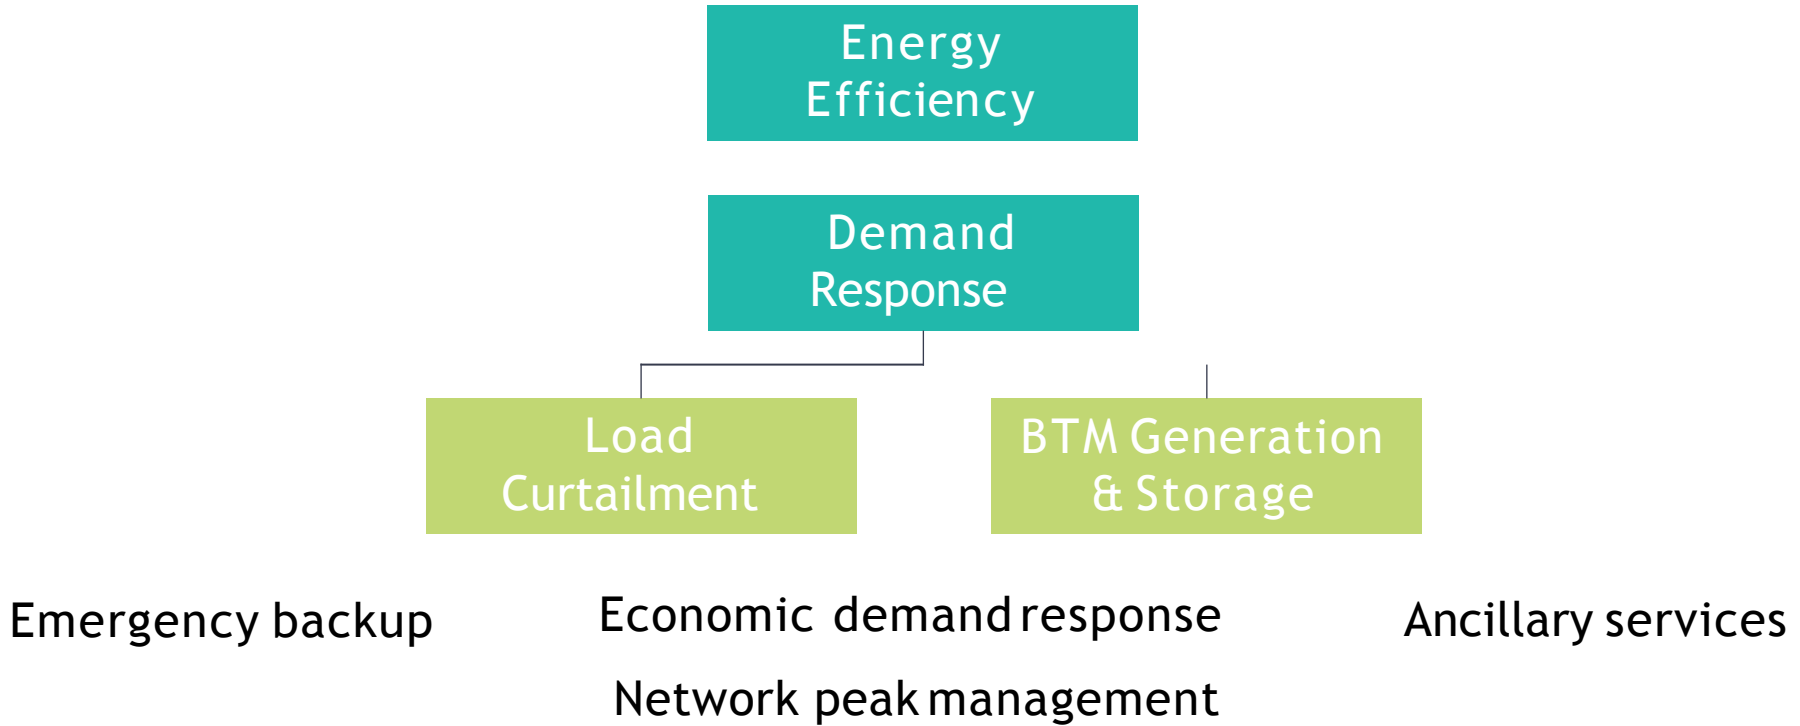 Energy
Efficiency
Demand
Response
Load
Curtailment
BTM Generation
& Storage
Emergency backup
Economic demand response
Ancillary services
Network peak management